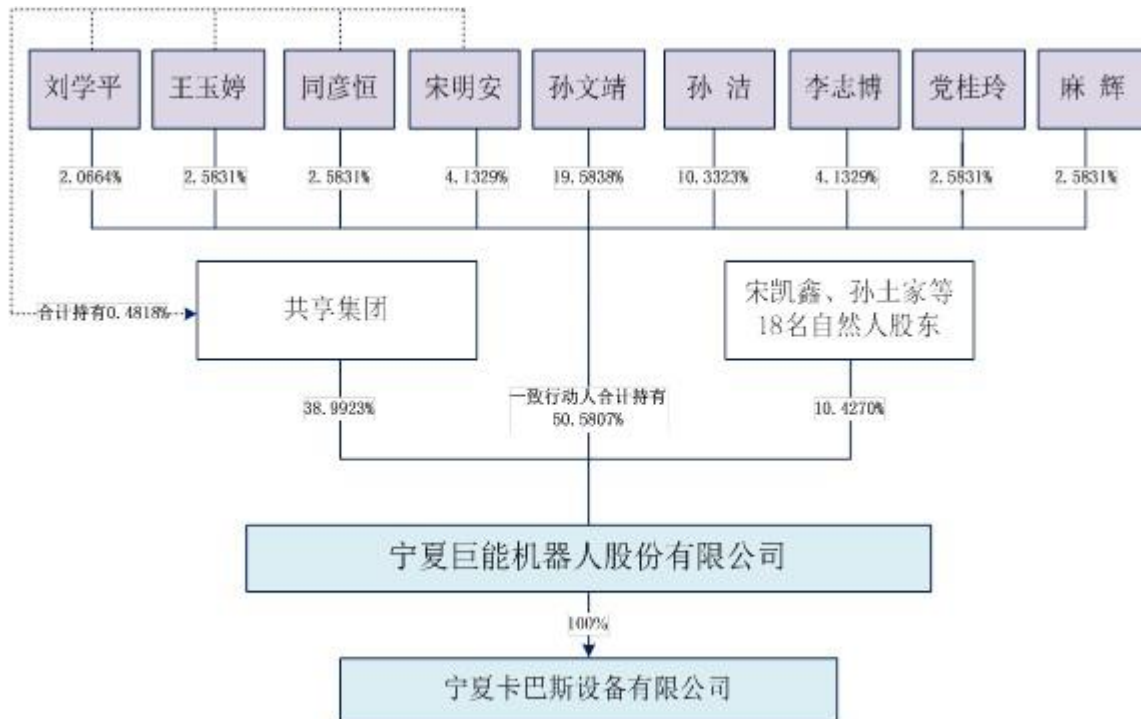 刘学平
王玉婷
同彦恒
宋明安
孙文靖
孙 洁
李志博
党桂玲
麻 辉
2.0664%
2.5831%
2.5831%
4.1329%
19.5838%
10.3323%
4.1329%
2.5831%
2.5831%
合计持有0.4818%
共享集团
宋凯鑫、孙土家等
18名自然人股东
38.9923%
一致行动人合计持有
50.5807%
10.4270%
宁夏巨能机器人股份有限公司
100%
宁夏卡巴斯设备有限公司